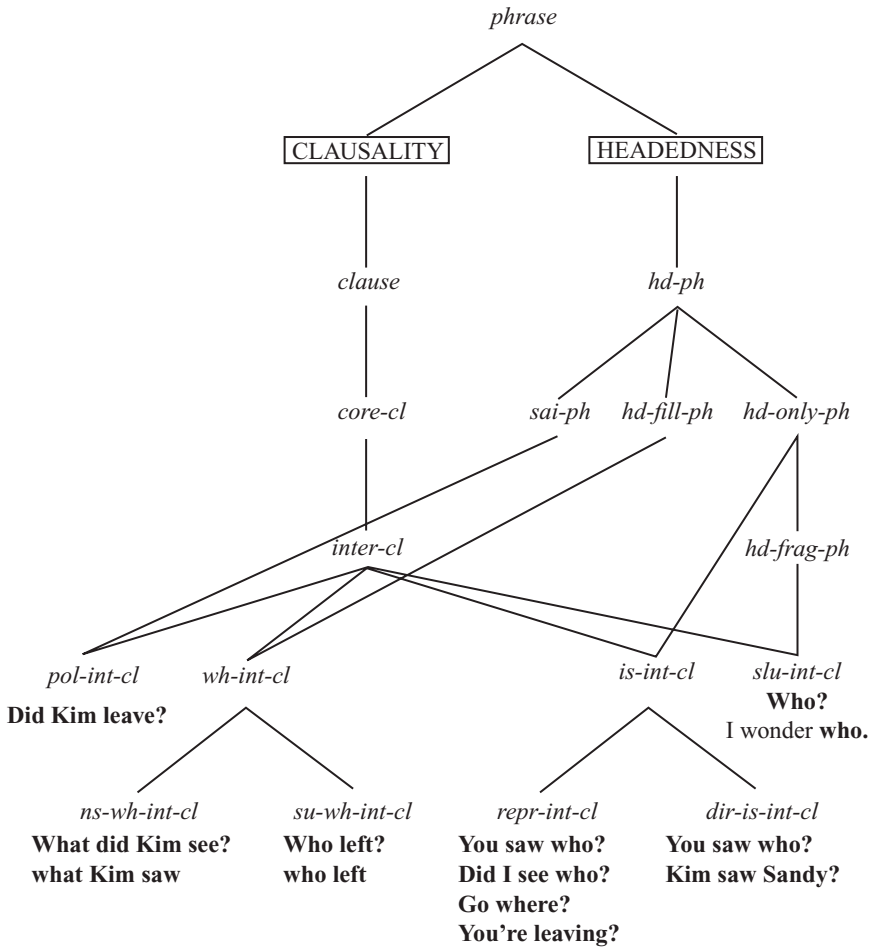 phrase
CLAUSALITY HEADEDNESS
clause hd-ph
core-cl sai-ph hd-fill-ph hd-only-ph
inter-cl hd-frag-ph
pol-int-cl wh-int-cl is-int-cl slu-int-cl
Did Kim leave? Who?
I wonder who.
ns-wh-int-cl su-wh-int-cl repr-int-cl dir-is-int-cl
What did Kim see? Who left? You saw who? You saw who?
what Kim saw who left Did I see who? Kim saw Sandy?
Go where?
You're leaving?